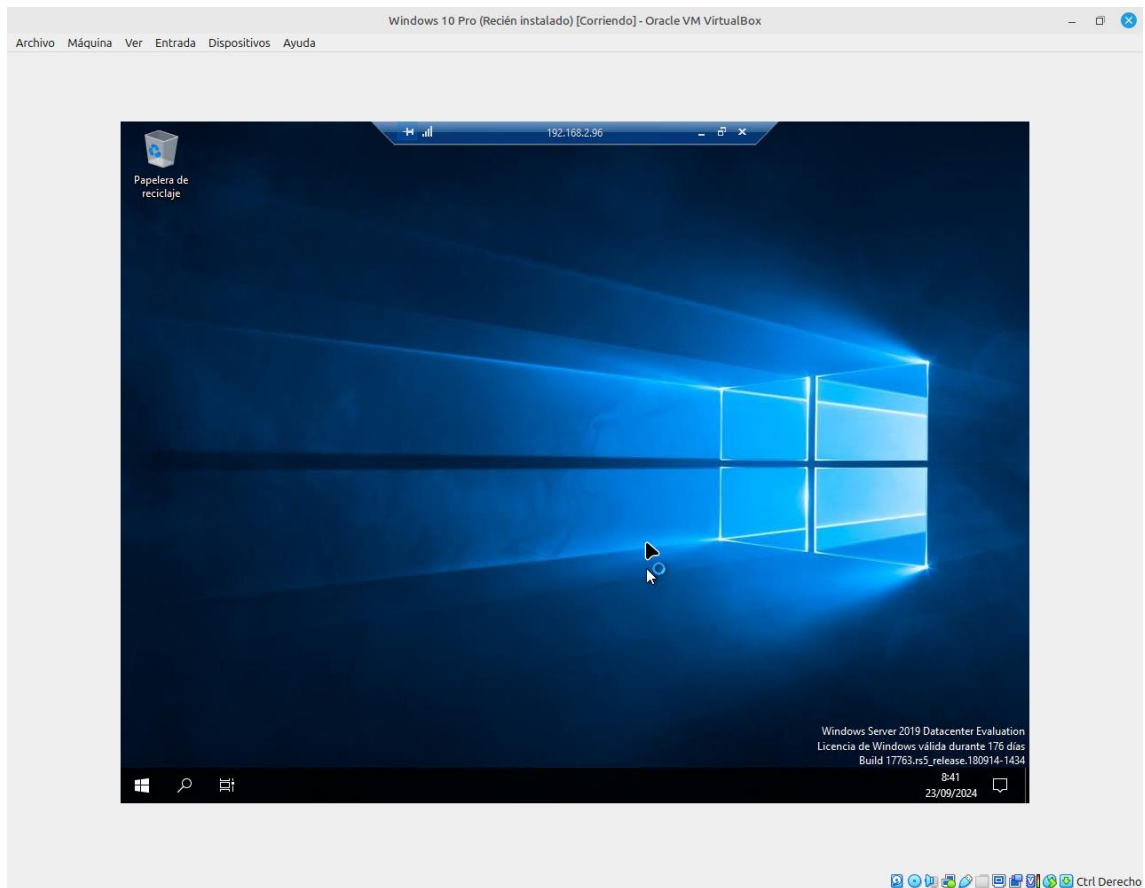 Windows 10 Pro (Recién instalado) [Corriendo] - Oracle VM VirtualBox
Archivo Máquina Ver Entrada Dispositivos Ayuda
192.168.2.96
Papelera de
reciclaje
Windows Server 2019 Datacenter Evaluation
Licencia de Windows válida durante 176 días
Build 17763.rs5_release.180914-1434
8:41
23/09/2024
Ctrl Derecho